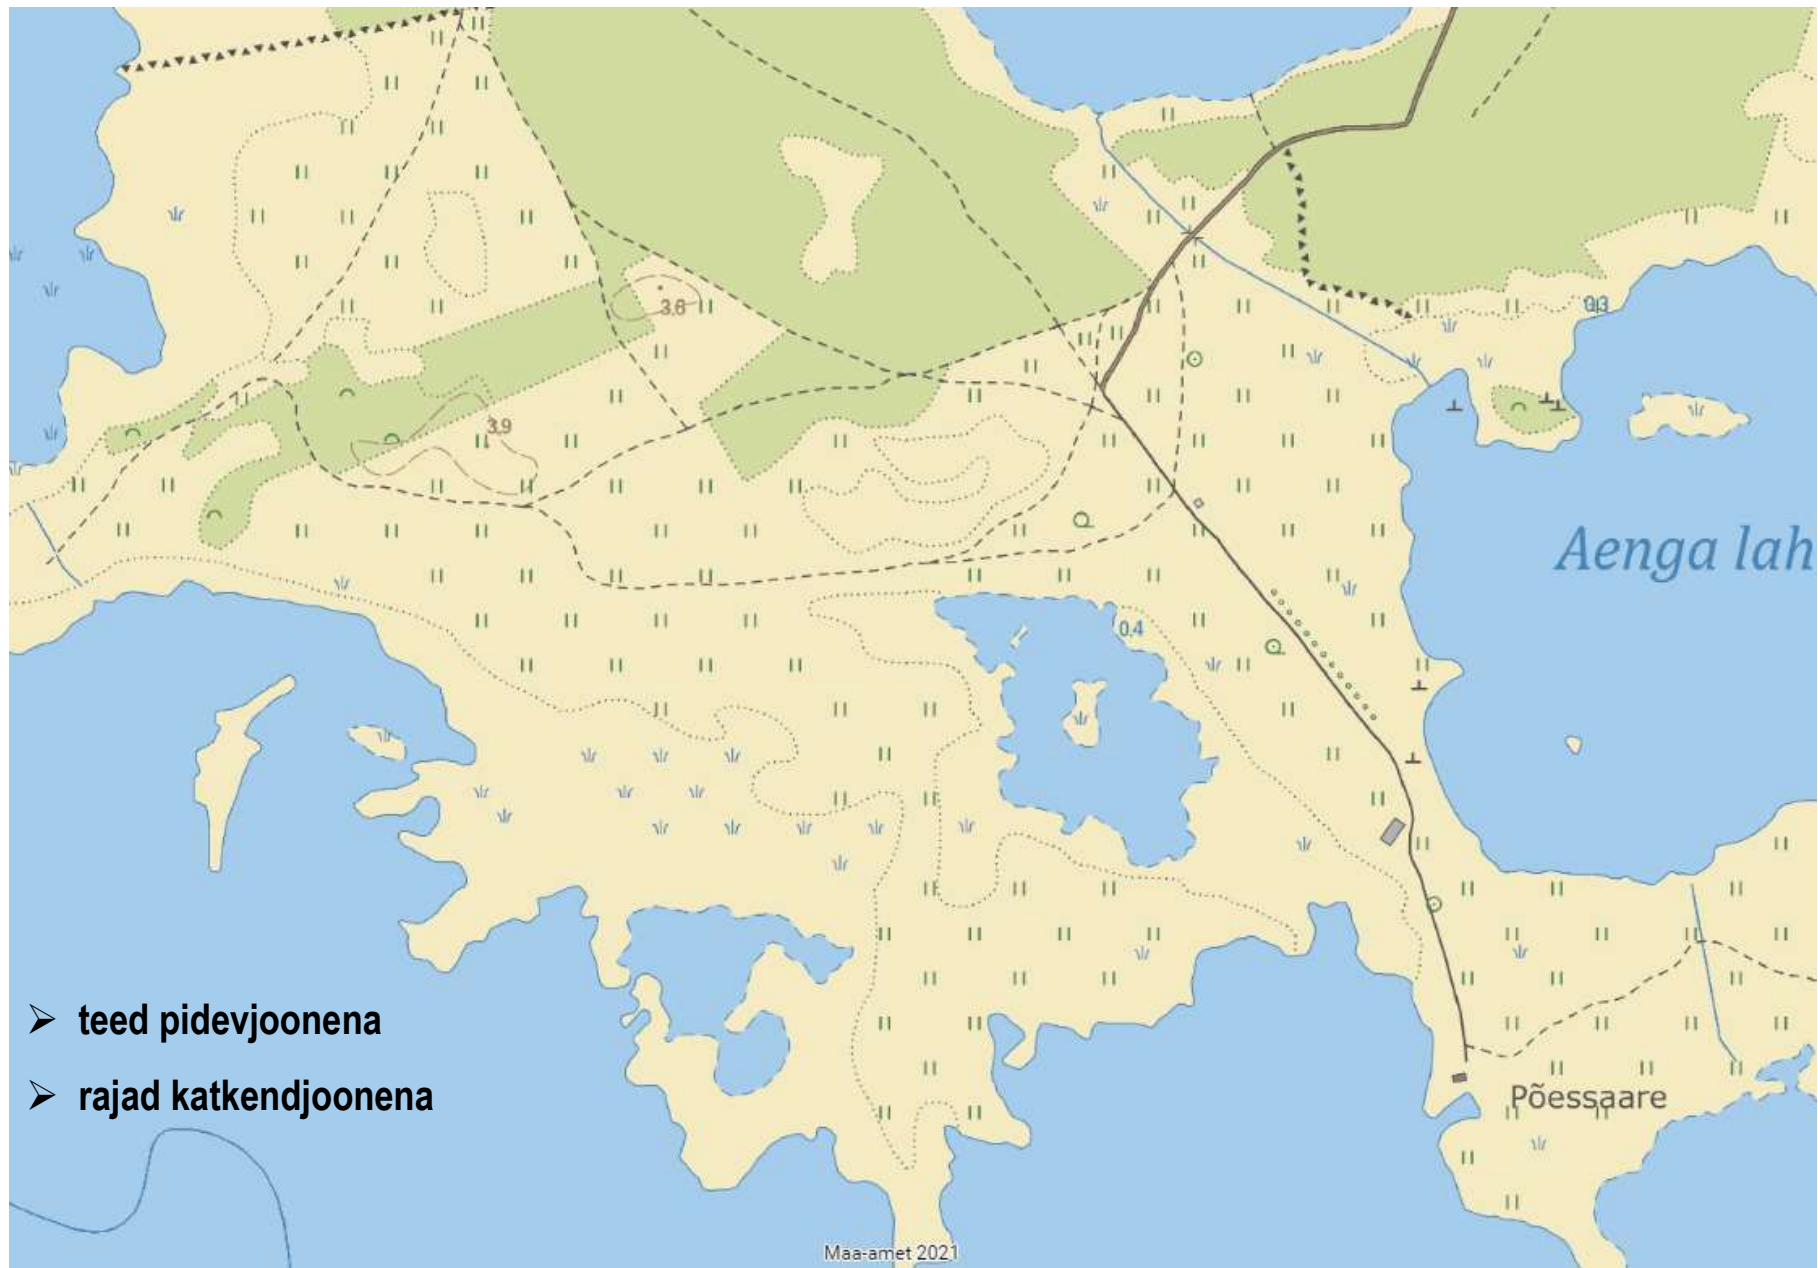 3.6
0.3
3.9
Aenga lah
0.4
➢ teed pidevjoonena
➢ rajad katkendjoonena
Põessaare
Maa-amet 2021